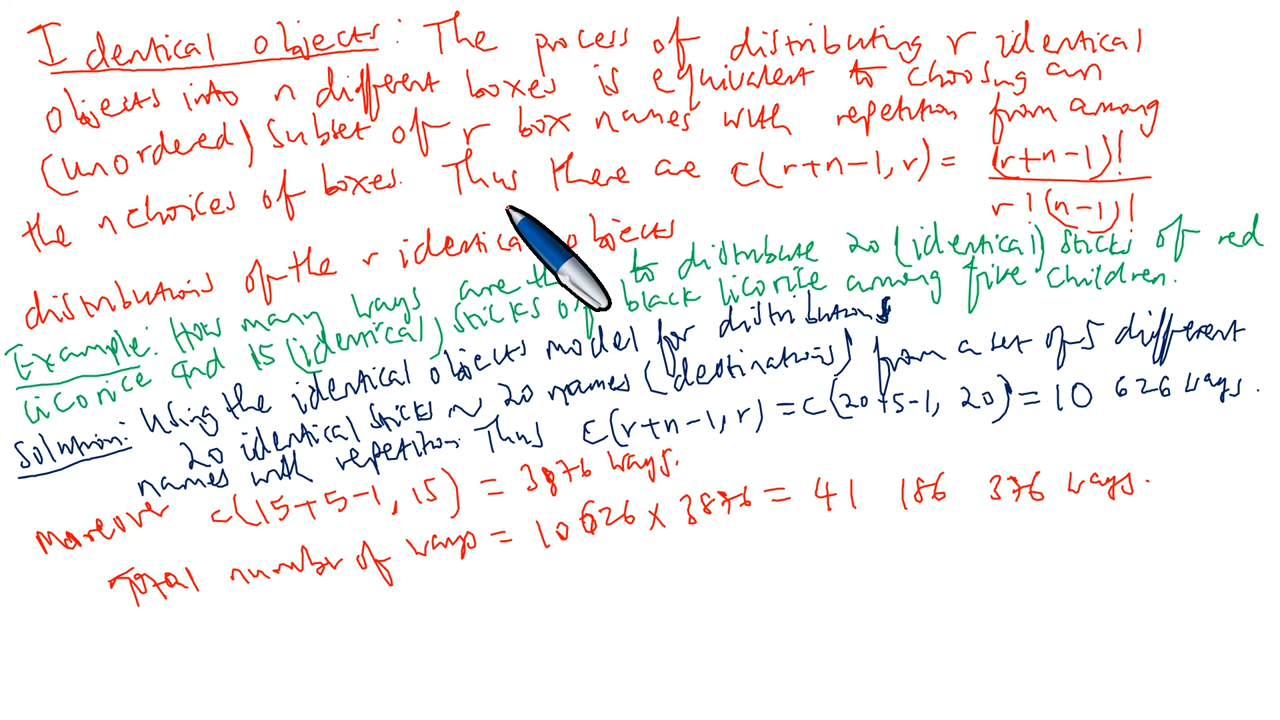 Identical objects: The process of distributing r identical
objects into n different boxes is equivalent to choosing an
(unordered) subset of r box names with repetition from among
the n choices of boxes. Thus there are C(r+n-1, r) = (r+n-1)! / r!(n-1)!
distributions of the r identical objects
Example: How many ways are to distribute 20 (identical) sticks of red
licorice and 15 (identical) sticks of black licorice among five children.
Solution: Using the identical objects model for distributions
20 identical sticks ~ 20 names (destinations) from a set of 5 different
names with repetition. Thus C(r+n-1, r) = C(20+5-1, 20) = 10 626 ways.
Moreover C(15+5-1, 15) = 3876 ways.
Total number of ways = 10626 x 3876 = 41 186 376 ways.